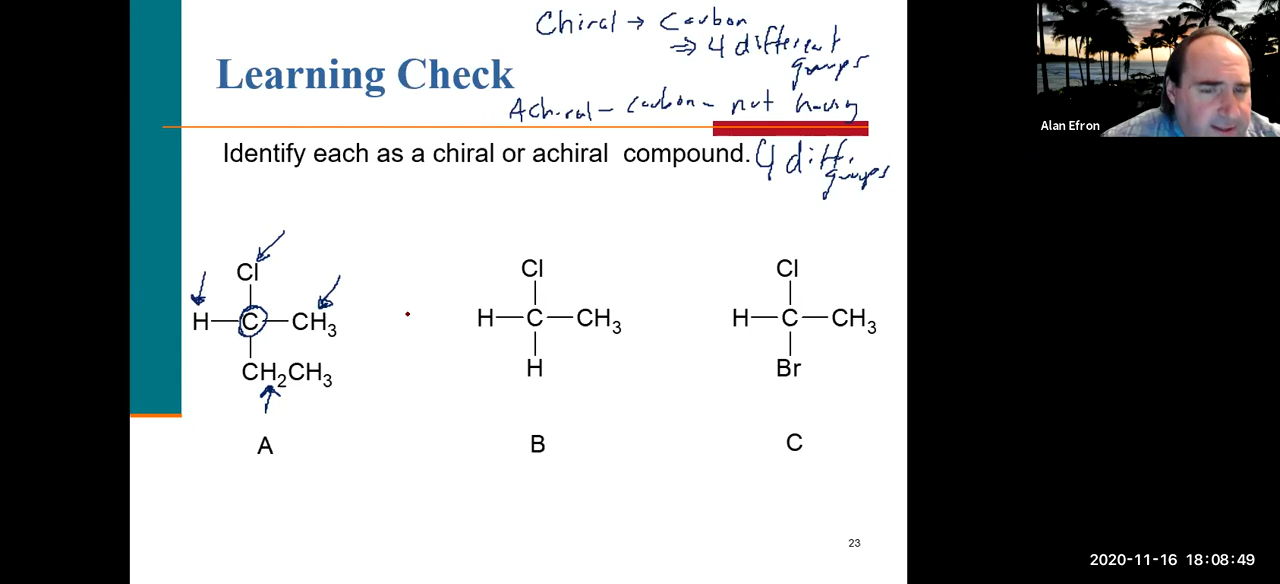 Chiral → Carbon
⇒ 4 different
groups
Learning Check
Achiral - Carbon - not having
Identify each as a chiral or achiral compound.
4 diff.
groups
Alan Efron
Cl
H—C—CH3
CH2CH3
A
Cl
H—C—CH3
H
B
Cl
H—C—CH3
Br
C
23
2020-11-16 18:08:49